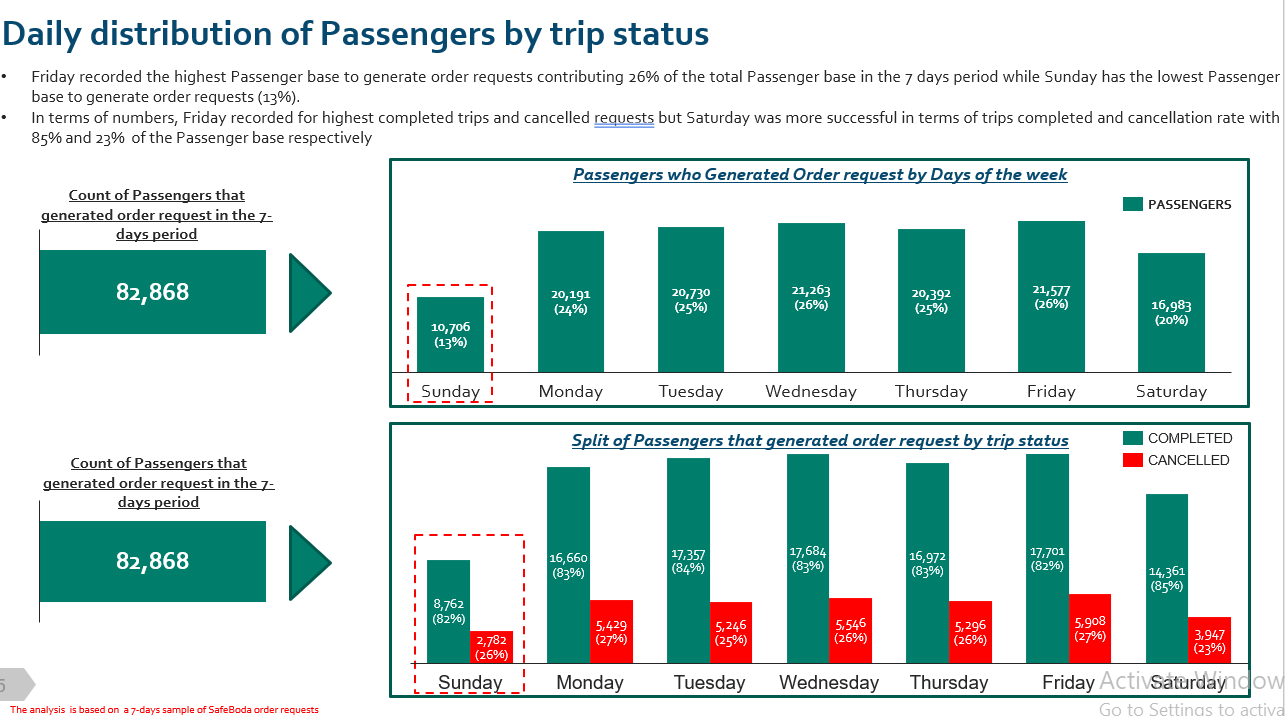 Daily distribution of Passengers by trip status
• Friday recorded the highest Passenger base to generate order requests contributing 26% of the total Passenger base in the 7 days period while Sunday has the lowest Passenger
base to generate order requests (13%).
• In terms of numbers, Friday recorded for highest completed trips and cancelled requests but Saturday was more successful in terms of trips completed and cancellation rate with
85% and 23% of the Passenger base respectively
Count of Passengers that
generated order request in the 7-
days period
82,868
Passengers who Generated Order request by Days of the week
PASSENGERS
10,706
(13%)
20,191
(24%)
20,730
(25%)
21,263
(26%)
20,392
(25%)
21,577
(26%)
16,983
(20%)
Sunday Monday Tuesday Wednesday Thursday Friday Saturday
Count of Passengers that
generated order request in the 7-
days period
82,868
Split of Passengers that generated order request by trip status
COMPLETED
CANCELLED
8,762
(82%)
2,782
(26%)
16,660
(83%)
5,429
(27%)
17,357
(84%)
5,246
(25%)
17,684
(83%)
5,546
(26%)
16,972
(83%)
5,296
(26%)
17,701
(82%)
5,908
(27%)
14,361
(85%)
3,947
(23%)
Sunday Monday Tuesday Wednesday Thursday Friday Saturday
Activate Window
Go to Settings to activa
The analysis is based on a 7-days sample of SafeBoda order requests